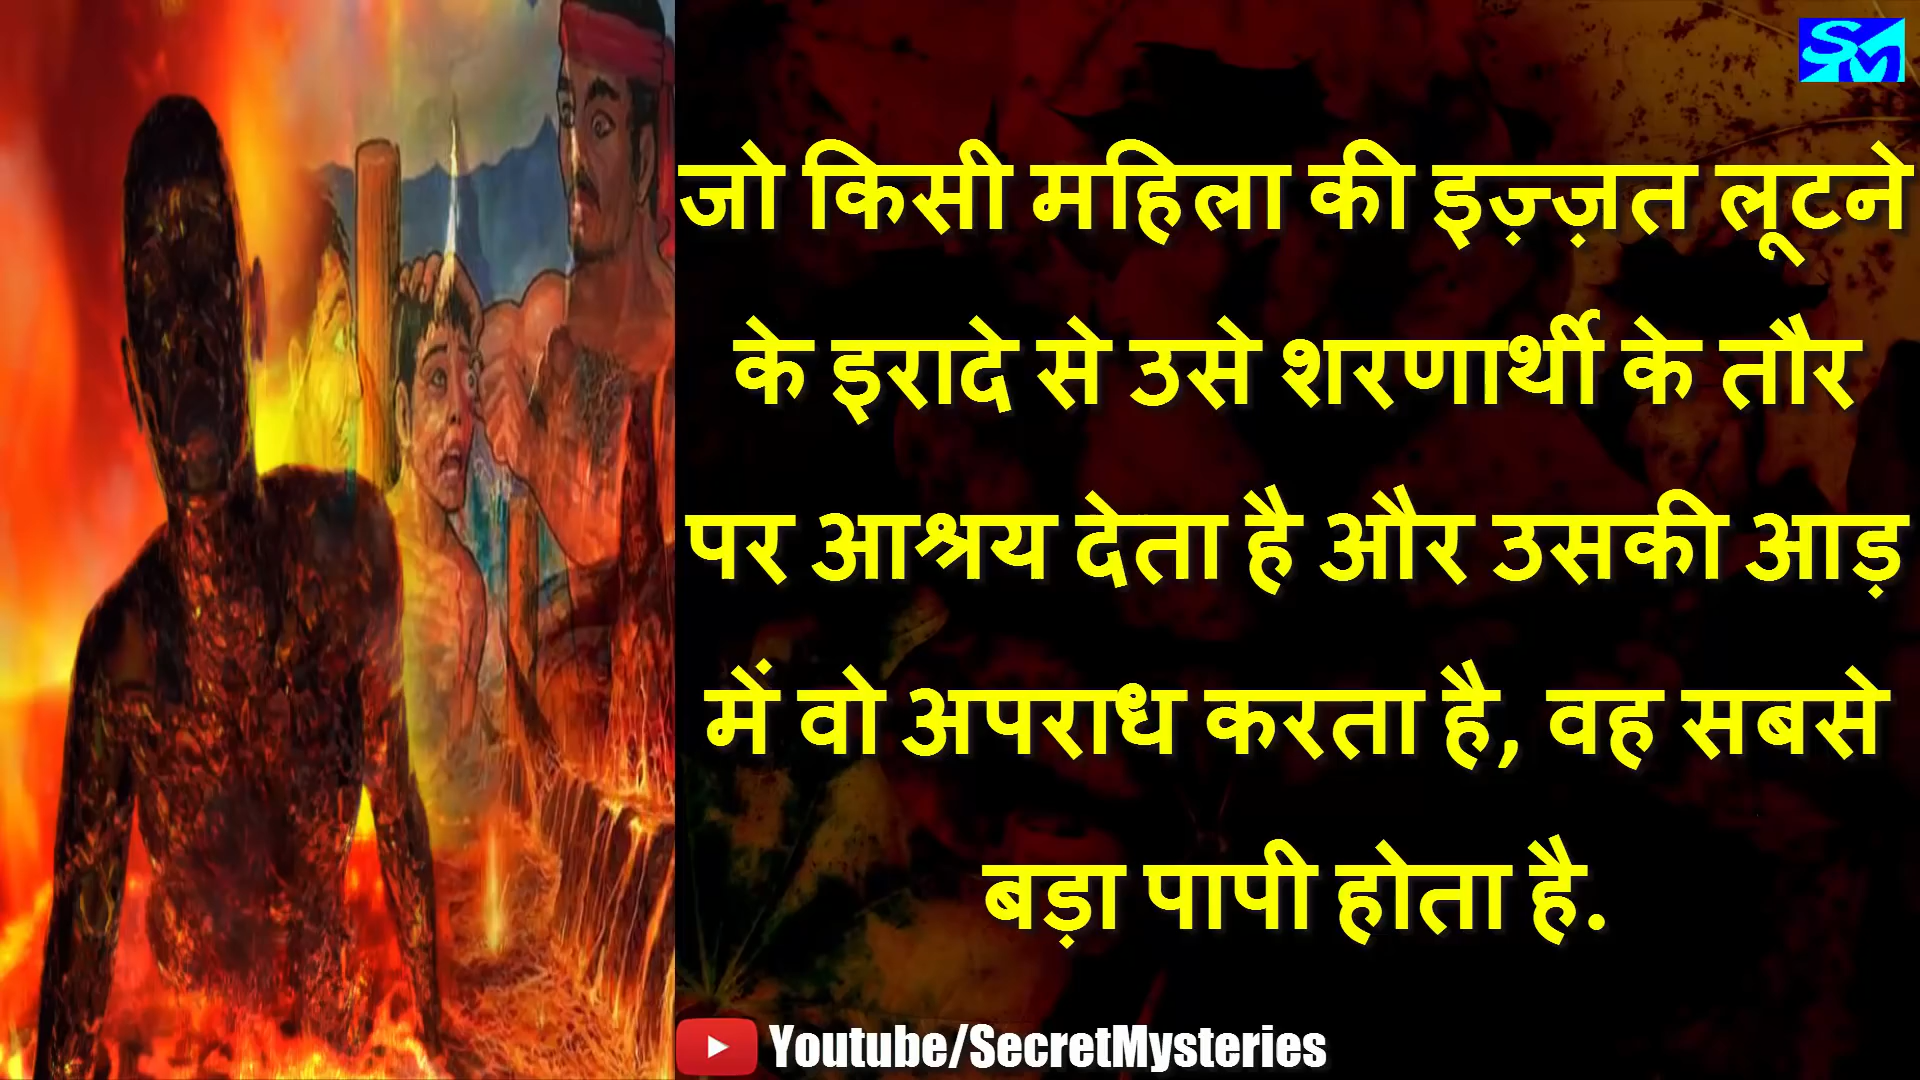 SM
जो किसी महिला की इज़्ज़त लूटने
के इरादे से उसे शरणार्थी के तौर
पर आश्रय देता है और उसकी आड़
में वो अपराध करता है, वह सबसे
बड़ा पापी होता है.
Youtube/SecretMysteries